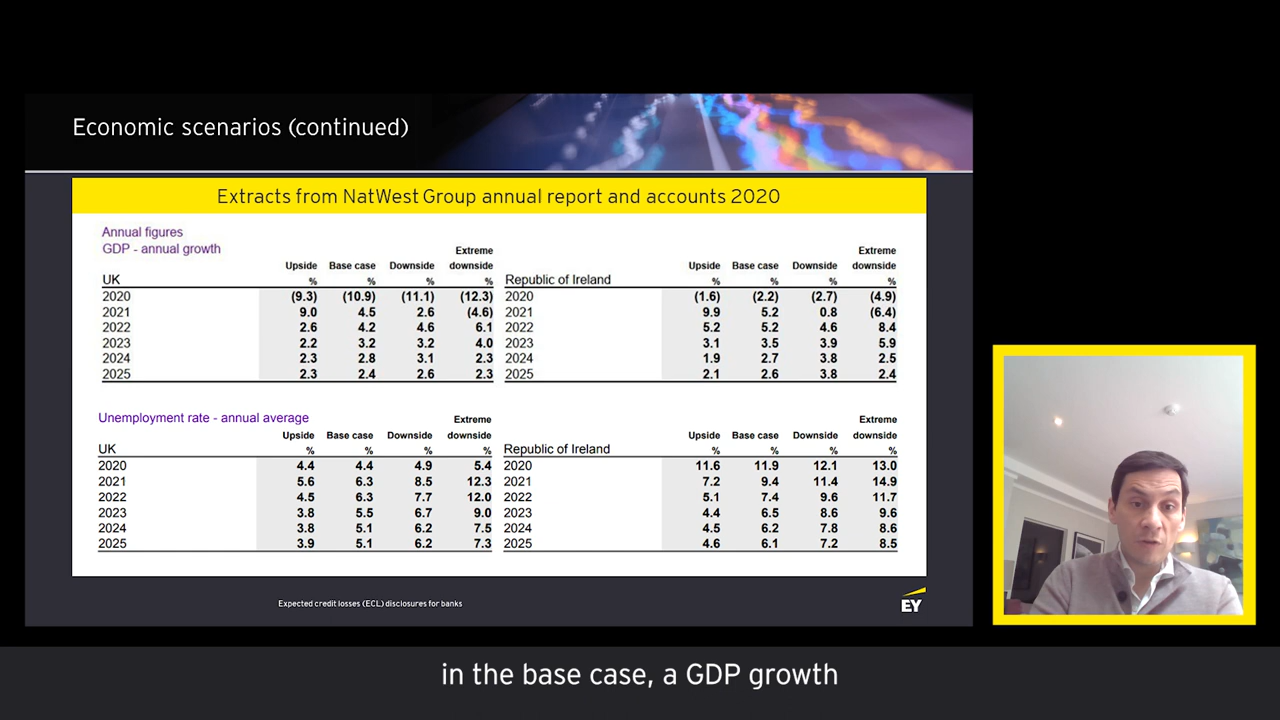 Economic scenarios (continued)
Extracts from NatWest Group annual report and accounts 2020
Annual figures
GDP - annual growth
Extreme
Upside Base case Downside downside
UK % % % %
2020 (9.3) (10.9) (11.1) (12.3)
2021 9.0 4.5 2.6 (4.6)
2022 2.6 4.2 4.6 6.1
2023 2.2 3.2 3.2 4.0
2024 2.3 2.8 3.1 2.3
2025 2.3 2.4 2.6 2.3
Extreme
Upside Base case Downside downside
Republic of Ireland % % % %
2020 (1.6) (2.2) (2.7) (4.9)
2021 9.9 5.2 0.8 (6.4)
2022 5.2 5.2 4.6 8.4
2023 3.1 3.5 3.9 5.9
2024 1.9 2.7 3.8 2.5
2025 2.1 2.6 3.8 2.4
Unemployment rate - annual average
Extreme
Upside Base case Downside downside
UK % % % %
2020 4.4 4.4 4.9 5.4
2021 5.6 6.3 8.5 12.3
2022 4.5 6.3 7.7 12.0
2023 3.8 5.5 6.7 9.0
2024 3.8 5.1 6.2 7.5
2025 3.9 5.1 6.2 7.3
Extreme
Upside Base case Downside downside
Republic of Ireland % % % %
2020 11.6 11.9 12.1 13.0
2021 7.2 9.4 11.4 14.9
2022 5.1 7.4 9.6 11.7
2023 4.4 6.5 8.6 9.6
2024 4.5 6.2 7.8 8.6
2025 4.6 6.1 7.2 8.5
Expected credit losses (ECL) disclosures for banks
EY
in the base case, a GDP growth